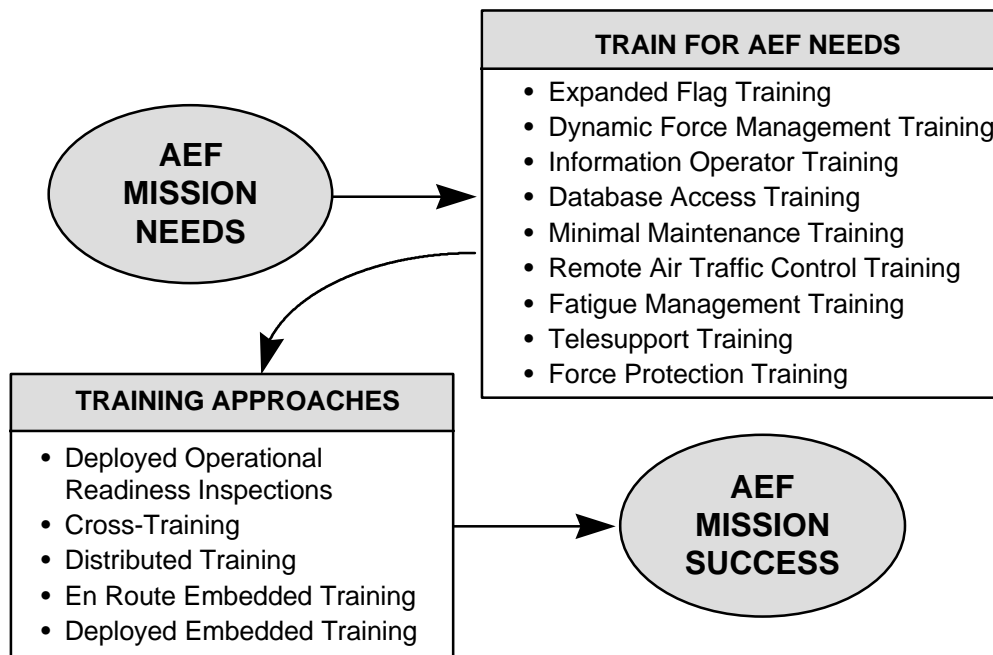 AEF
MISSION
NEEDS
TRAIN FOR AEF NEEDS
• Expanded Flag Training
• Dynamic Force Management Training
• Information Operator Training
• Database Access Training
• Minimal Maintenance Training
• Remote Air Traffic Control Training
• Fatigue Management Training
• Telesupport Training
• Force Protection Training
TRAINING APPROACHES
• Deployed Operational
Readiness Inspections
• Cross-Training
• Distributed Training
• En Route Embedded Training
• Deployed Embedded Training
AEF
MISSION
SUCCESS